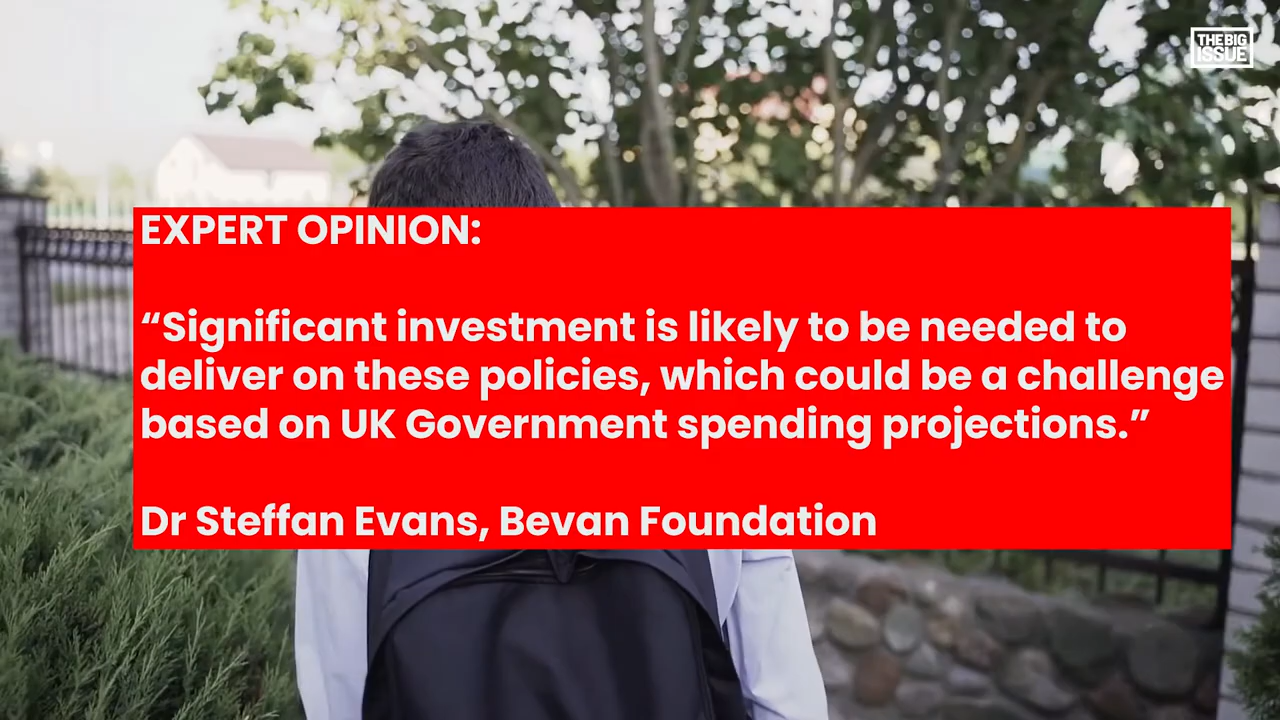 THE BIG
ISSUE
EXPERT OPINION:
“Significant investment is likely to be needed to
deliver on these policies, which could be a challenge
based on UK Government spending projections.”
Dr Steffan Evans, Bevan Foundation